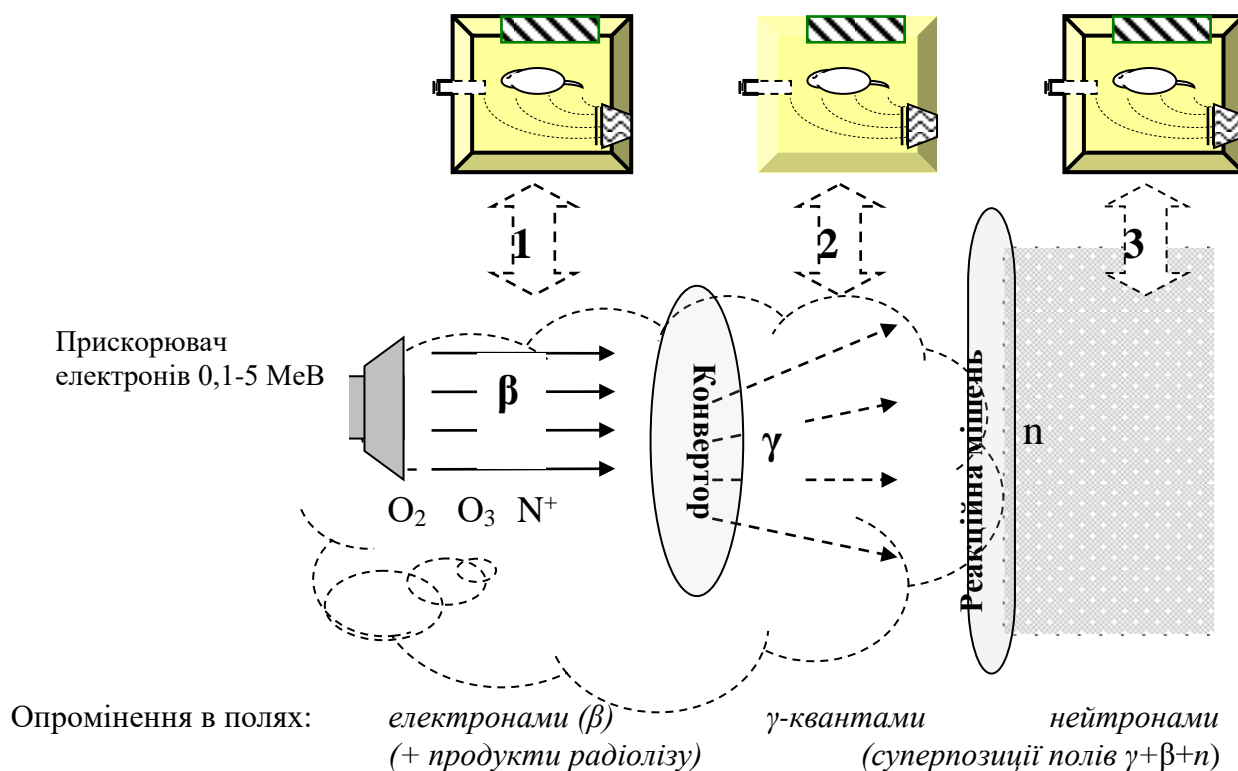 1
2
3
Прискорювач
електронів 0,1-5 МеВ
β
Конвертор
γ
Реакційна мішень
n
O₂ O₃ N⁺
Опромінення в полях: електронами (β) γ-квантами нейтронами
(+ продукти радіолізу) (суперпозиції полів γ+β+n)